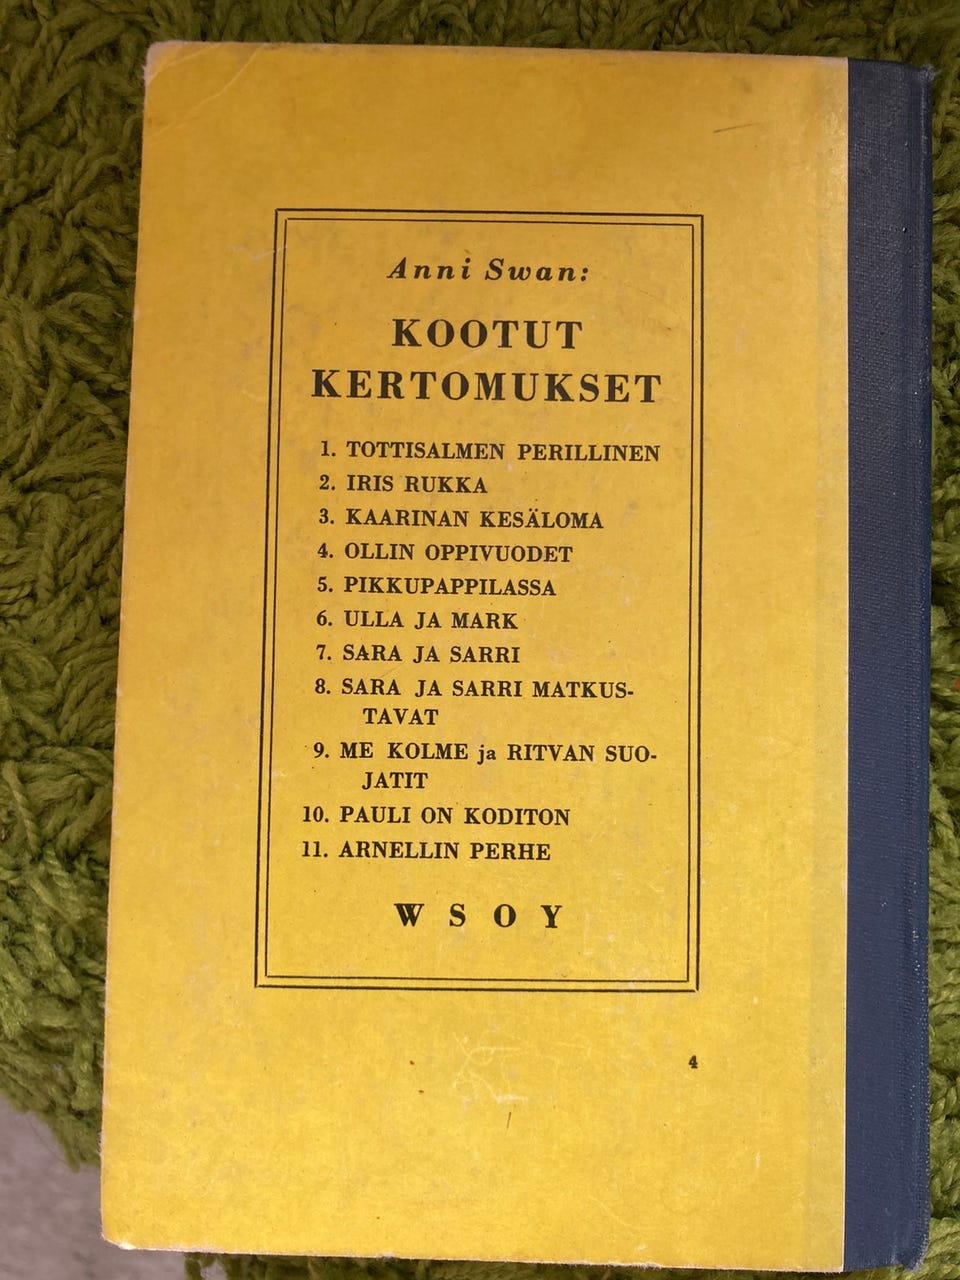 Anni Swan:
KOOTUT
KERTOMUKSET
1. TOTTISALMEN PERILLINEN
2. IRIS RUKKA
3. KAARINAN KESÄLOMA
4. OLLIN OPPIVUODET
5. PIKKUPAPPILASSA
6. ULLA JA MARK
7. SARA JA SARRI
8. SARA JA SARRI MATKUS-
TAVAT
9. ME KOLME ja RITVAN SUO-
JATIT
10. PAULI ON KODITON
11. ARNELLIN PERHE
W S O Y
4